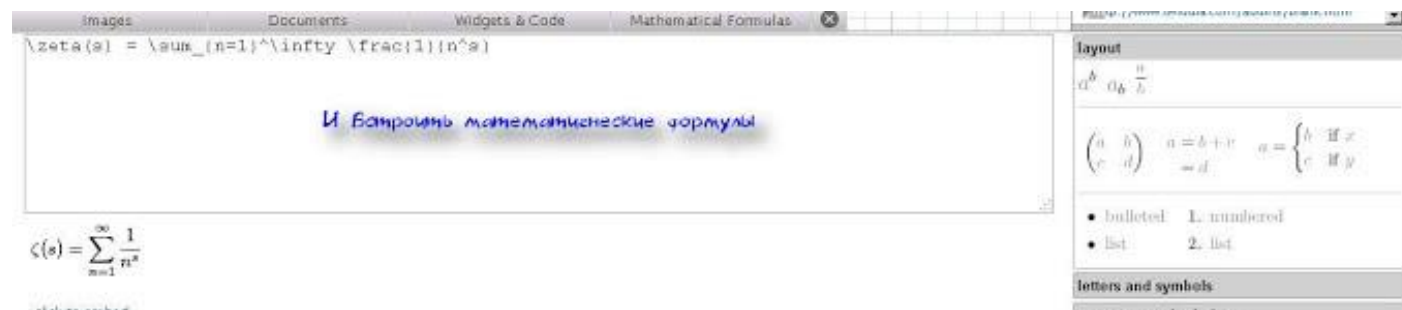 Images Documents Widgets & Code Mathematical Formulas
\zeta(s) = \sum_{n=1}^\infty \frac{1}{n^s}
И математические формулы
ζ(s) = ∑_{n=1}^{∞} 1/n^s
layout
a^b a_b a/b
(a b c d) a = b + c = d a = { b if x c if y
• bulleted 1. numbered
• list 2. list
letters and symbols